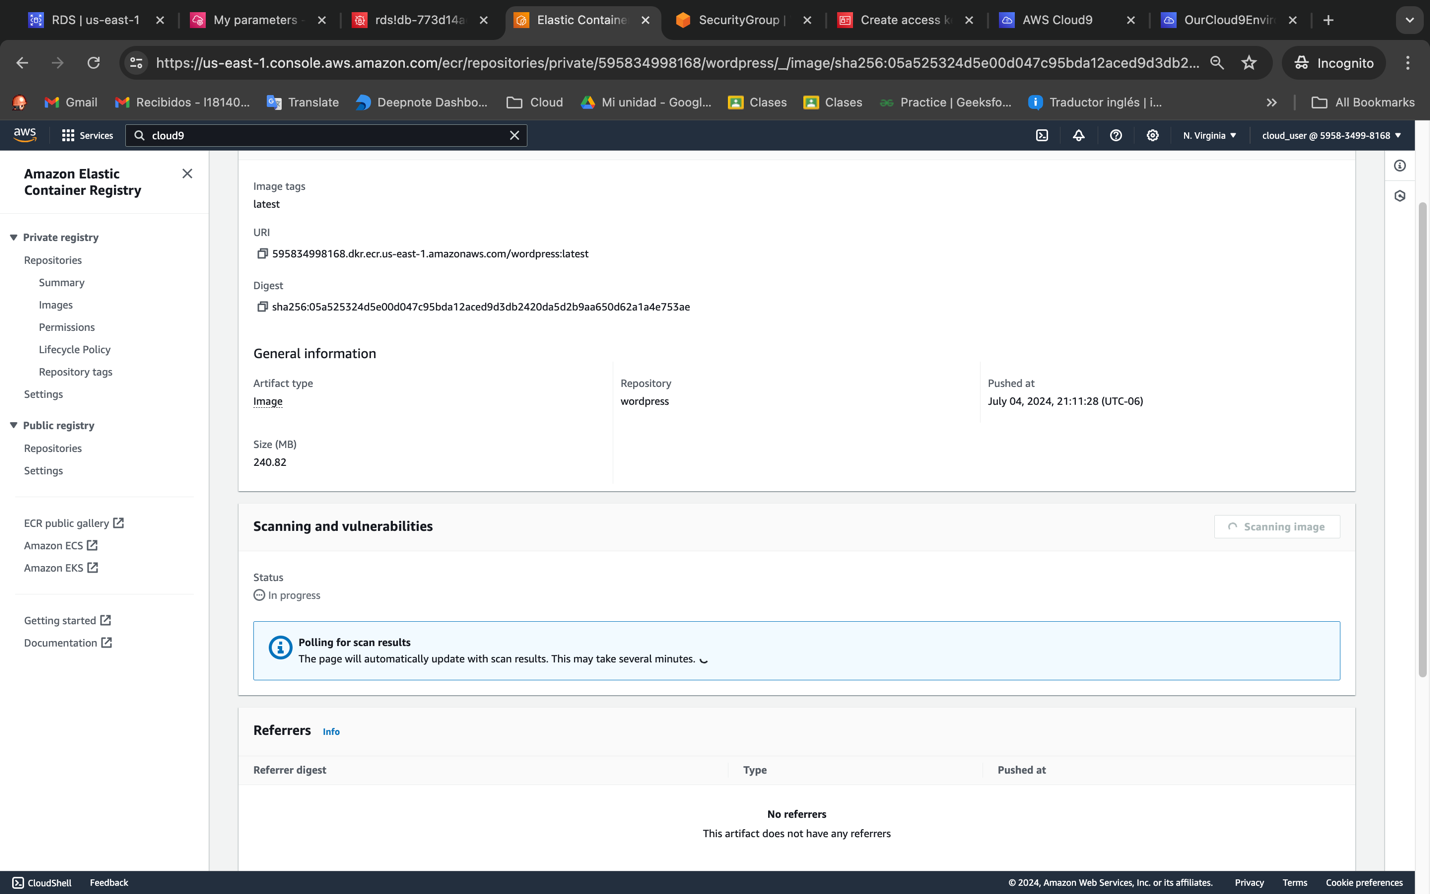 RDS | us-east-1
My parameters
rds!db-773d14a
Elastic Containe
SecurityGroup |
Create access k
AWS Cloud9
OurCloud9Envir
https://us-east-1.console.aws.amazon.com/ecr/repositories/private/595834998168/wordpress/_/image/sha256:05a525324d5e00d047c95bda12aced9d3db2...
Incognito
Gmail
Recibidos - l18140...
Translate
Deepnote Dashbo...
Cloud
Mi unidad - Googl...
Clases
Clases
Practice | Geeksfo...
Traductor inglés | i...
All Bookmarks
aws
Services
cloud9
N. Virginia
cloud_user @ 5958-3499-8168
Amazon Elastic
Container Registry
Private registry
Repositories
Summary
Images
Permissions
Lifecycle Policy
Repository tags
Settings
Public registry
Repositories
Settings
ECR public gallery
Amazon ECS
Amazon EKS
Getting started
Documentation
Image tags
latest
URI
595834998168.dkr.ecr.us-east-1.amazonaws.com/wordpress:latest
Digest
sha256:05a525324d5e00d047c95bda12aced9d3db2420da5d2b9aa650d62a1a4e753ae
General information
Artifact type
Image
Repository
wordpress
Pushed at
July 04, 2024, 21:11:28 (UTC-06)
Size (MB)
240.82
Scanning and vulnerabilities
Scanning image
Status
In progress
Polling for scan results
The page will automatically update with scan results. This may take several minutes.
Referrers
Info
Referrer digest
Type
Pushed at
No referrers
This artifact does not have any referrers
CloudShell
Feedback
© 2024, Amazon Web Services, Inc. or its affiliates.
Privacy
Terms
Cookie preferences